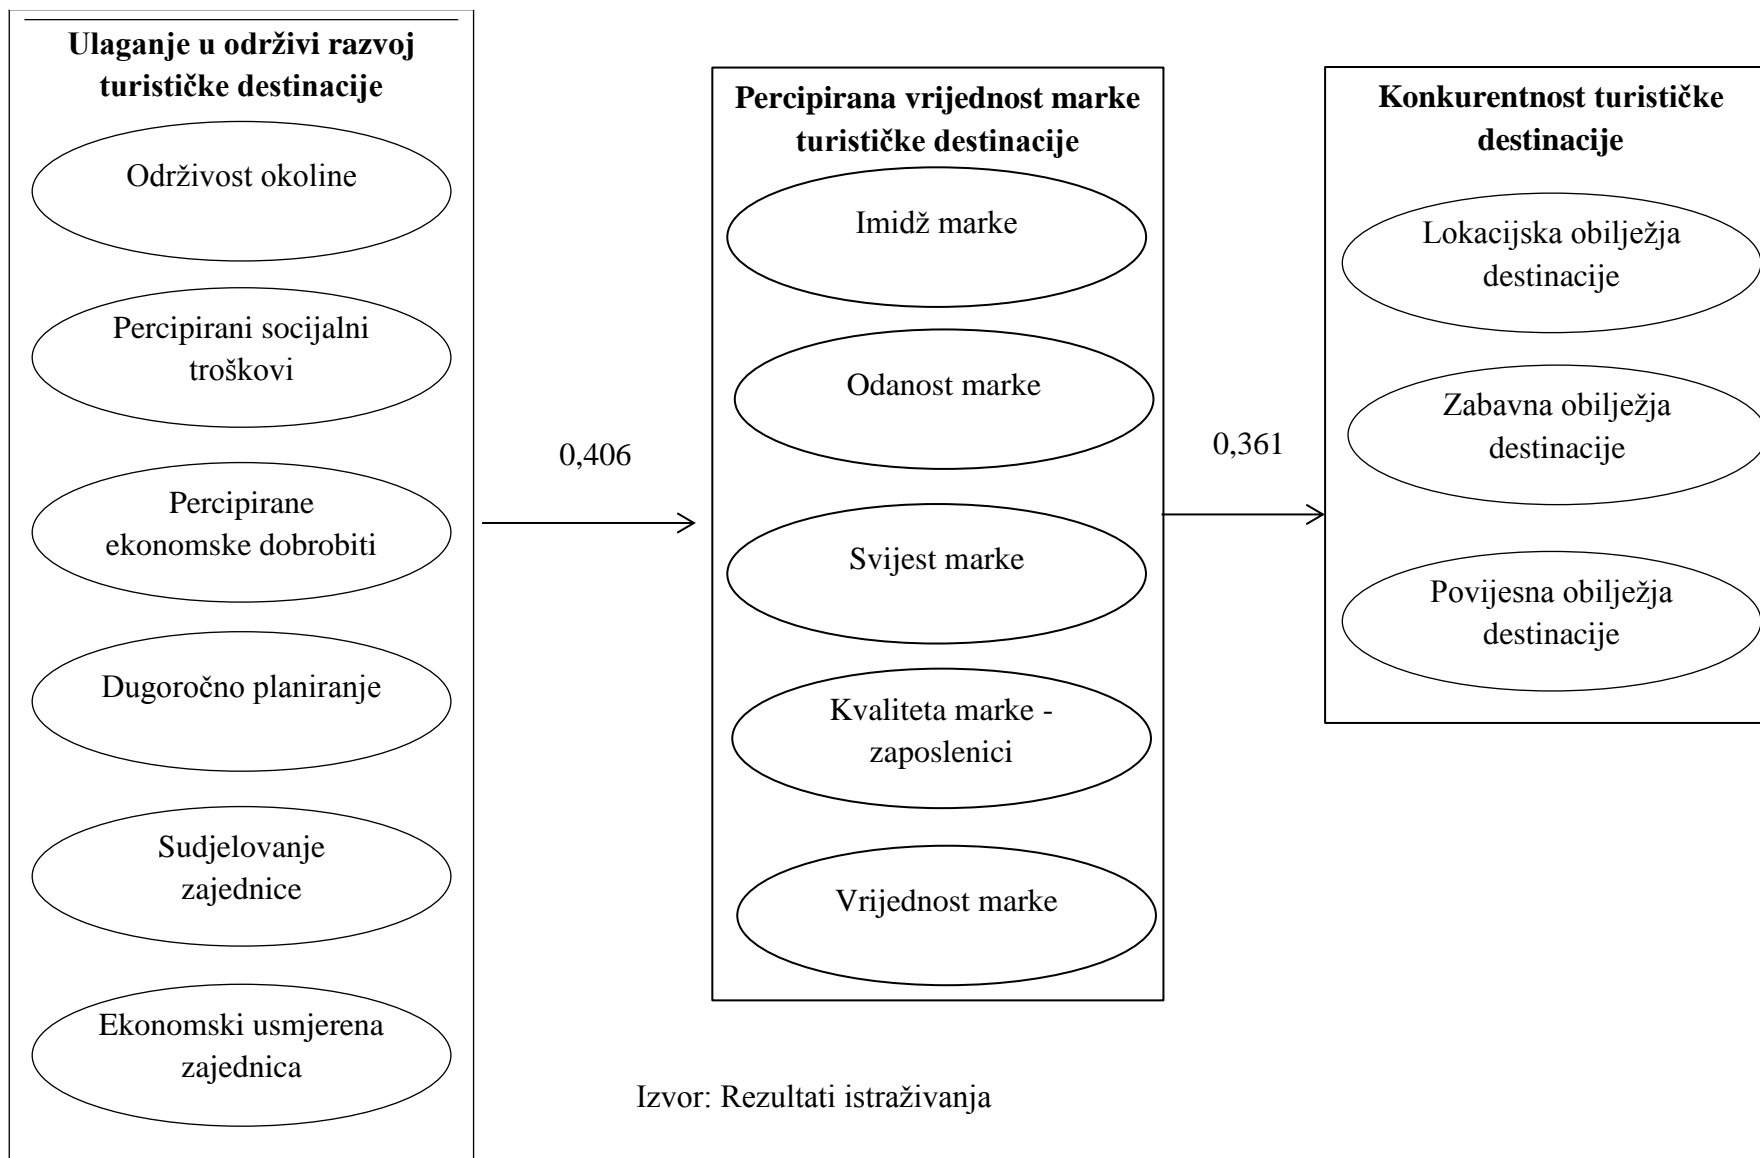 Ulaganje u održivi razvoj
turističke destinacije
Održivost okoline
Percipirani socijalni
troškovi
Percipirane
ekonomske dobrobiti
Dugoročno planiranje
Sudjelovanje
zajednice
Ekonomski usmjerena
zajednica
0,406
Percipirana vrijednost marke
turističke destinacije
Imidž marke
Odanost marke
Svijest marke
Kvaliteta marke -
zaposlenici
Vrijednost marke
0,361
Konkurentnost turističke
destinacije
Lokacijska obilježja
destinacije
Zabavna obilježja
destinacije
Povijesna obilježja
destinacije
Izvor: Rezultati istraživanja